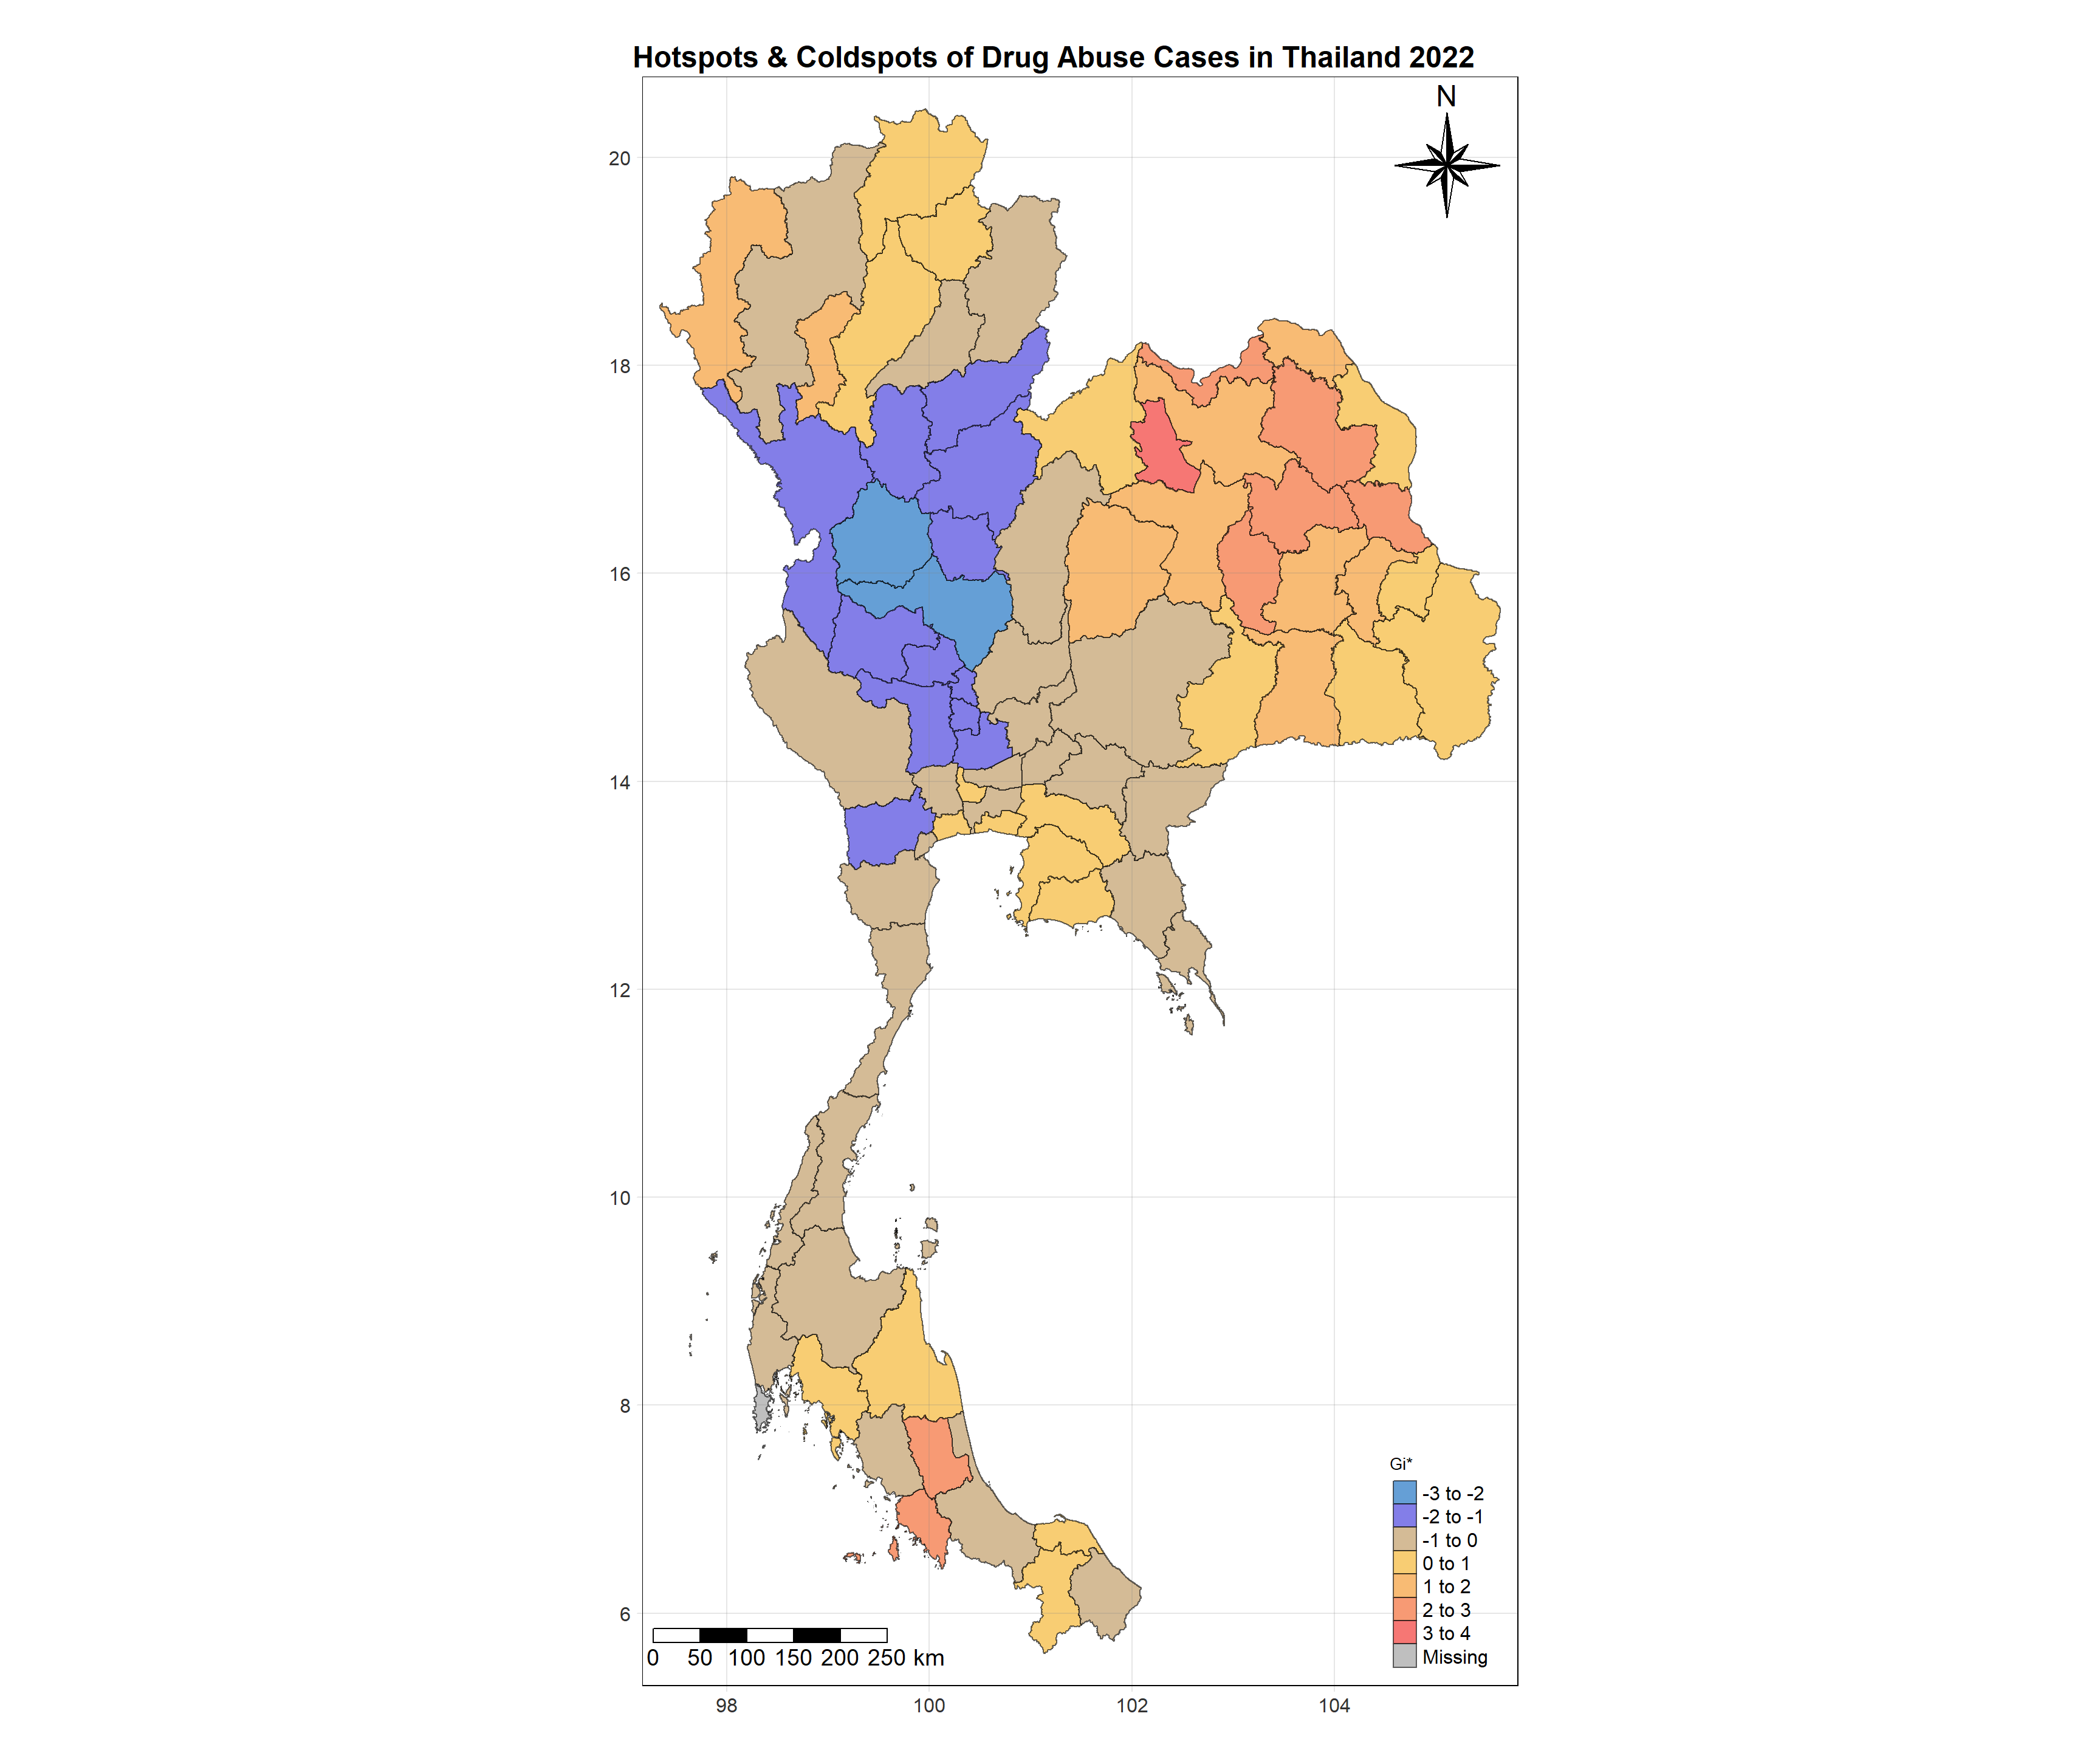 Hotspots & Coldspots of Drug Abuse Cases in Thailand 2022
N
20
18
16
14
12
10
8
6
98 100 102 104
0 50 100 150 200 250 km
Gi*
-3 to -2
-2 to -1
-1 to 0
0 to 1
1 to 2
2 to 3
3 to 4
Missing